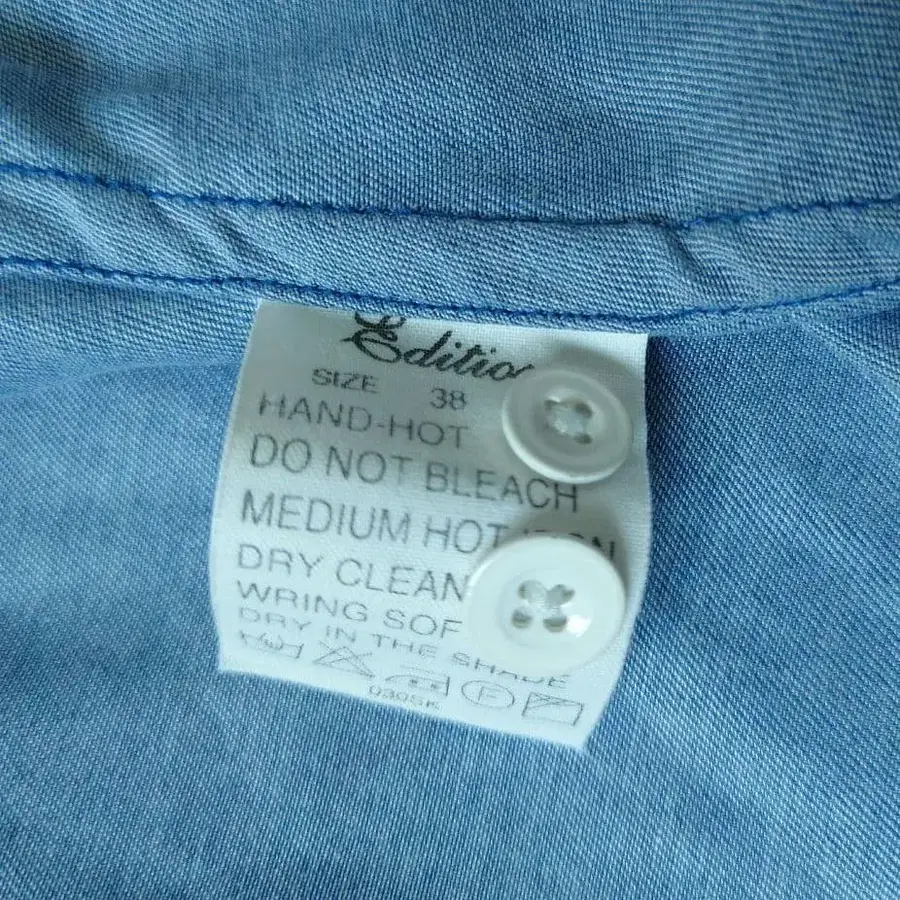 Editio
SIZE 38
HAND-HOT
DO NOT BLEACH
MEDIUM HOT
DRY CLEAN
WRING SOF
DRY IN THE SHADE
F
030SK